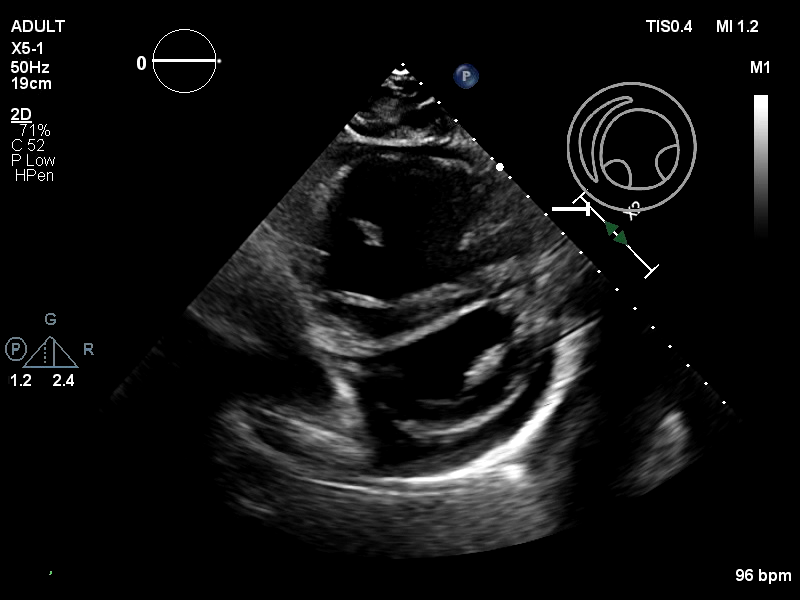 ADULT
X5-1
50Hz
19cm
2D
71%
C 52
P Low
HPen
TIS0.4 MI 1.2
M1
0
P
X5
G
P R
1.2 2.4
96 bpm